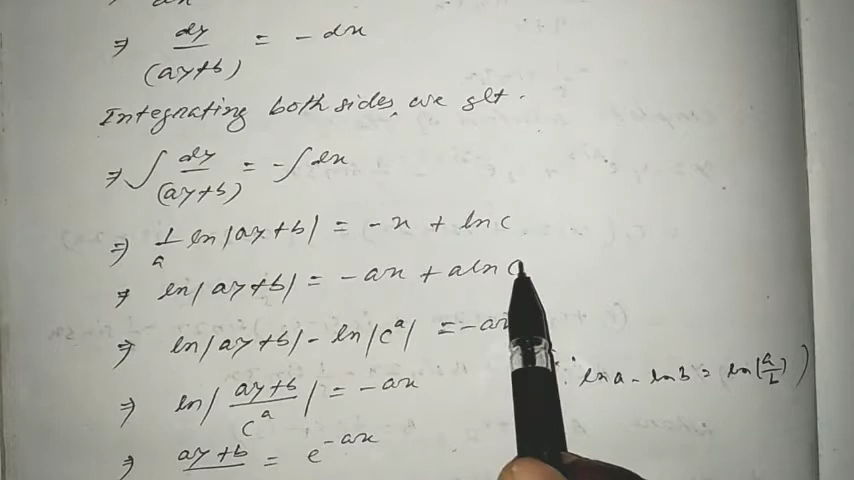 ⇒ dy/(ay+b) = - dx
Integrating both sides, we get.
⇒ ∫ dy/(ay+b) = -∫ dx
⇒ 1/a ln|ay+b| = -x + ln c
⇒ ln|ay+b| = -ax + a ln c
⇒ ln|ay+b| - ln|c^a| = -ax
∵ ln a - ln b = ln(a/b) )
⇒ ln| (ay+b)/c^a | = -ax
⇒ ay+b = e^-ax